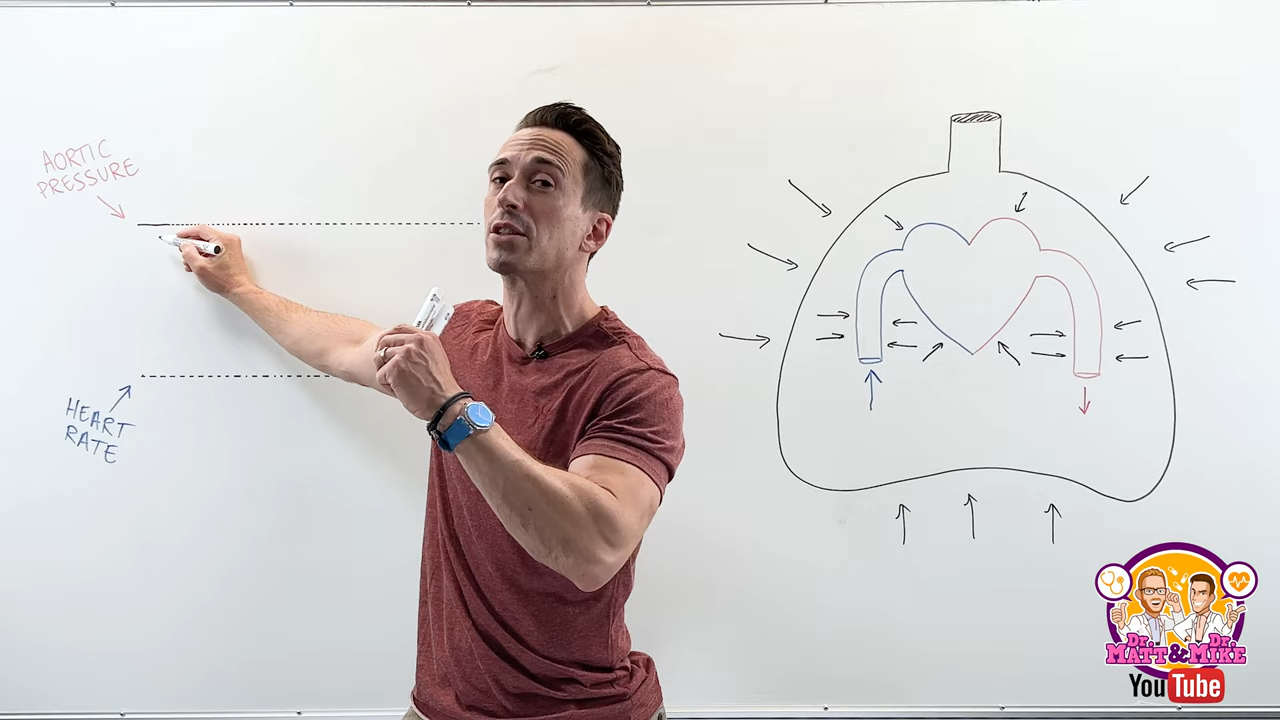 AORTIC
PRESSURE
HEART
RATE
Dr. Dr.
MATT & MIKE
YouTube